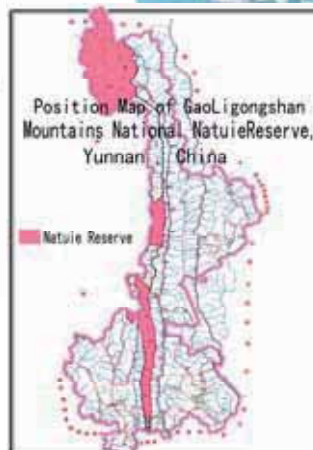 Position Map of GaoLigongshan
Mountains National NatuieReserve,
Yunnan , China
Natuie Reserve